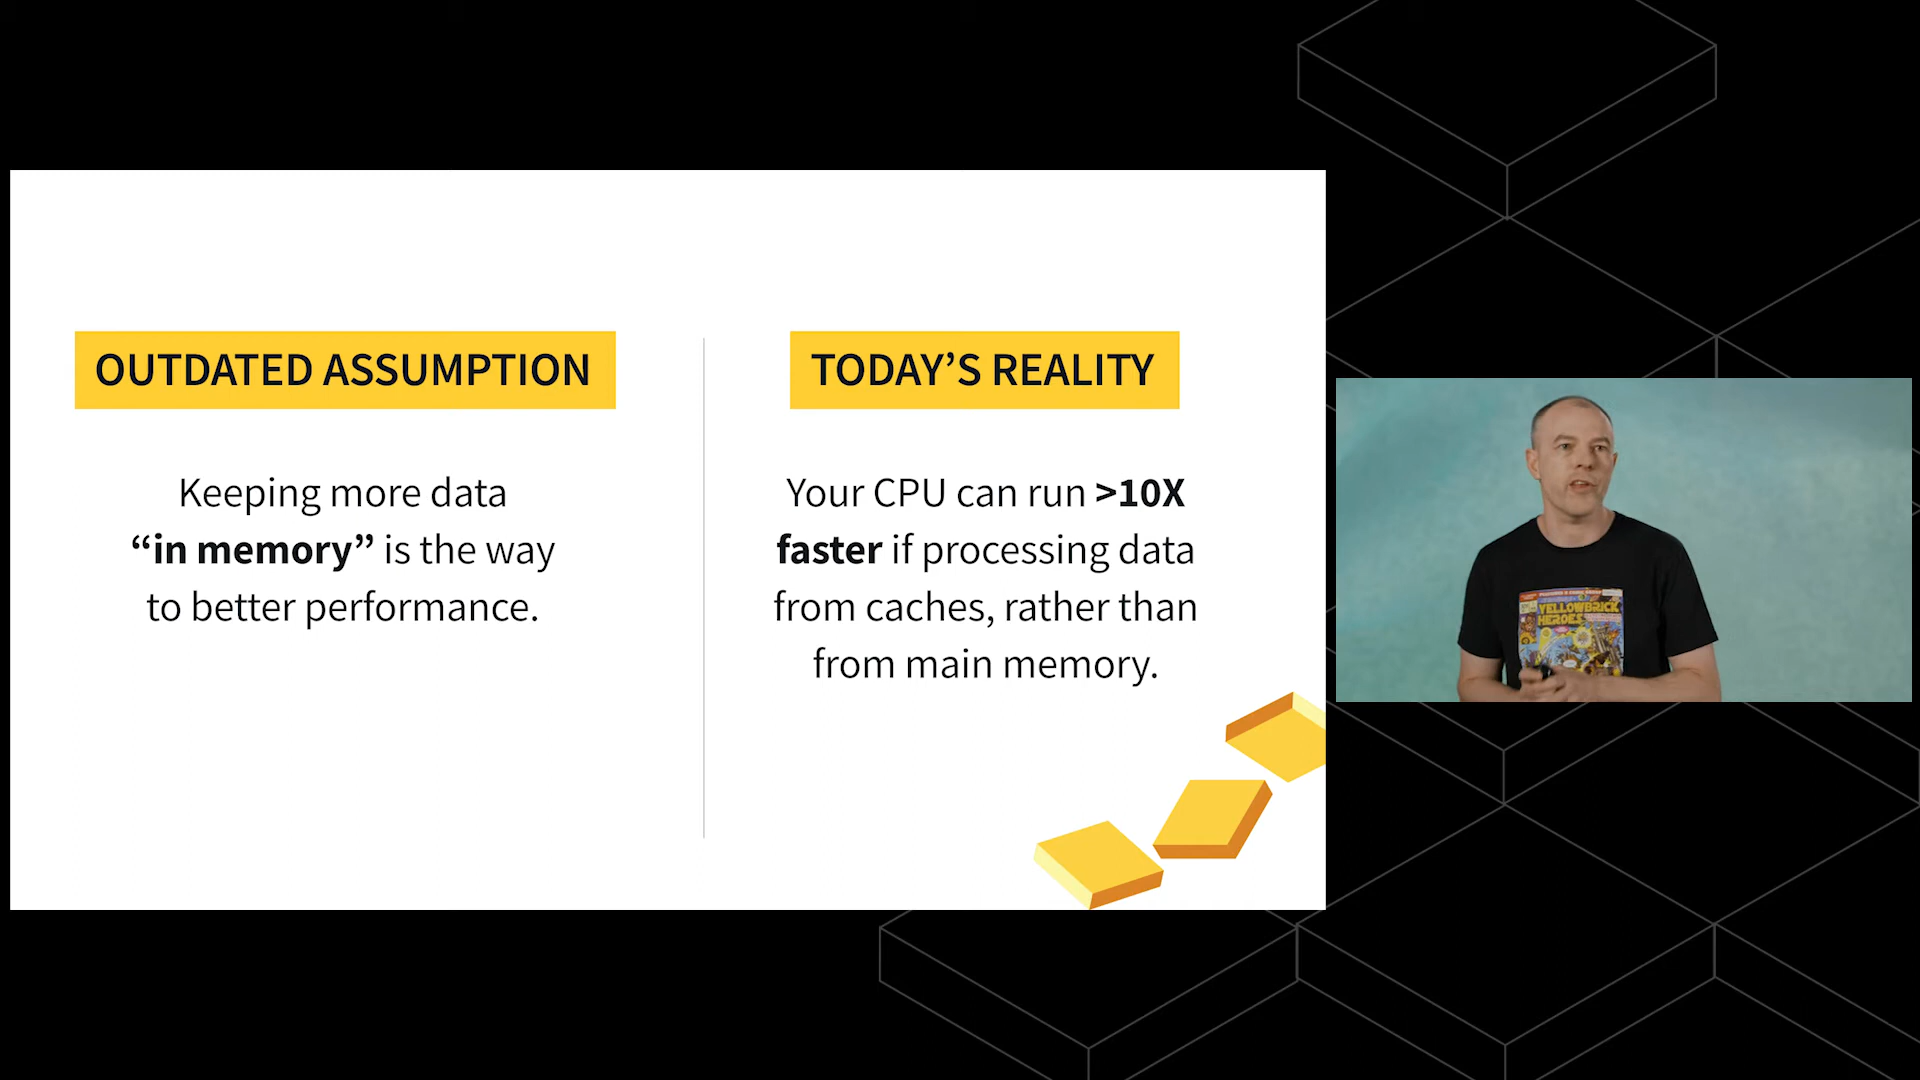 OUTDATED ASSUMPTION
Keeping more data
“in memory” is the way
to better performance.
TODAY’S REALITY
Your CPU can run >10X
faster if processing data
from caches, rather than
from main memory.
YELLOWBRICK
HEROES